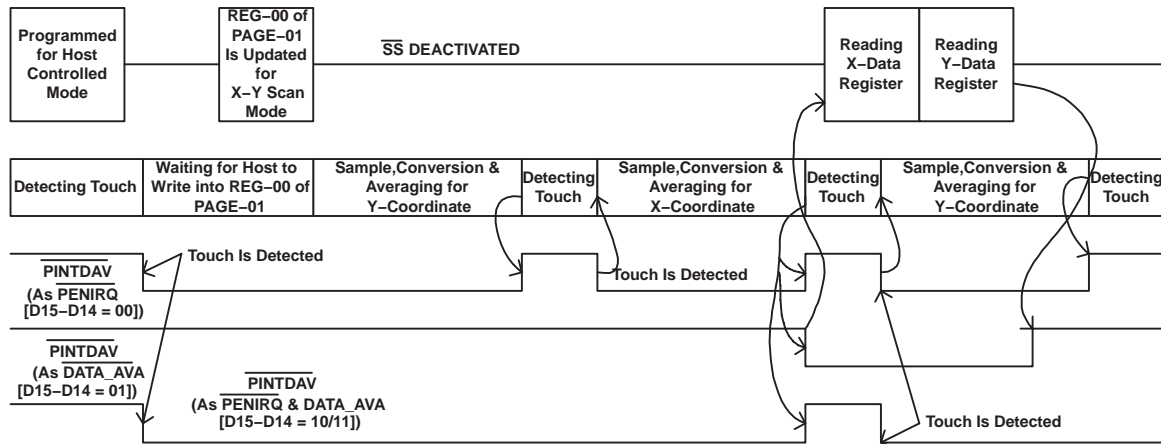 Programmed
for Host
Controlled
Mode
REG–00 of
PAGE–01
Is Updated
for
X–Y Scan
Mode
SS DEACTIVATED
Reading
X–Data
Register
Reading
Y–Data
Register
Detecting Touch
Waiting for Host to
Write into REG–00 of
PAGE–01
Sample,Conversion &
Averaging for
Y–Coordinate
Detecting
Touch
Sample,Conversion &
Averaging for
X–Coordinate
Detecting
Touch
Sample,Conversion &
Averaging for
Y–Coordinate
Detecting
Touch
Touch Is Detected
PINTDAV
(As PENIRQ
[D15–D14 = 00])
Touch Is Detected
PINTDAV
(As DATA_AVA
[D15–D14 = 01])
PINTDAV
(As PENIRQ & DATA_AVA
[D15–D14 = 10/11])
Touch Is Detected